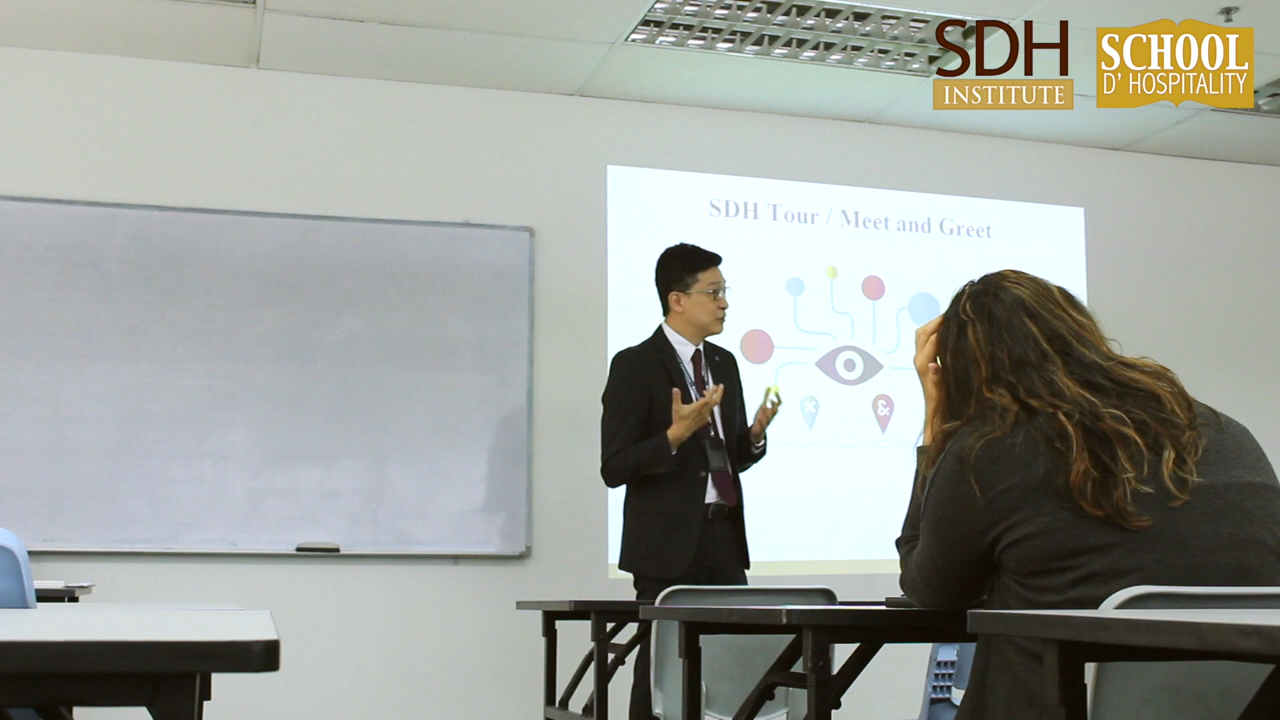 SDH
INSTITUTE
SCHOOL
D' HOSPITALITY
SDH Tour / Meet and Greet
&